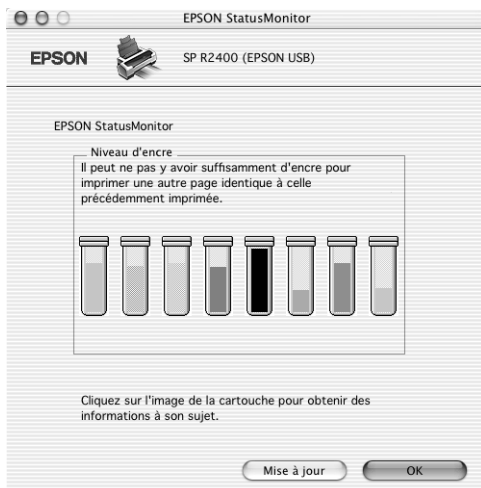 EPSON StatusMonitor
EPSON
SP R2400 (EPSON USB)
EPSON StatusMonitor
Niveau d'encre
Il peut ne pas y avoir suffisamment d'encre pour
imprimer une autre page identique à celle
précédemment imprimée.
Cliquez sur l'image de la cartouche pour obtenir des
informations à son sujet.
Mise à jour
OK